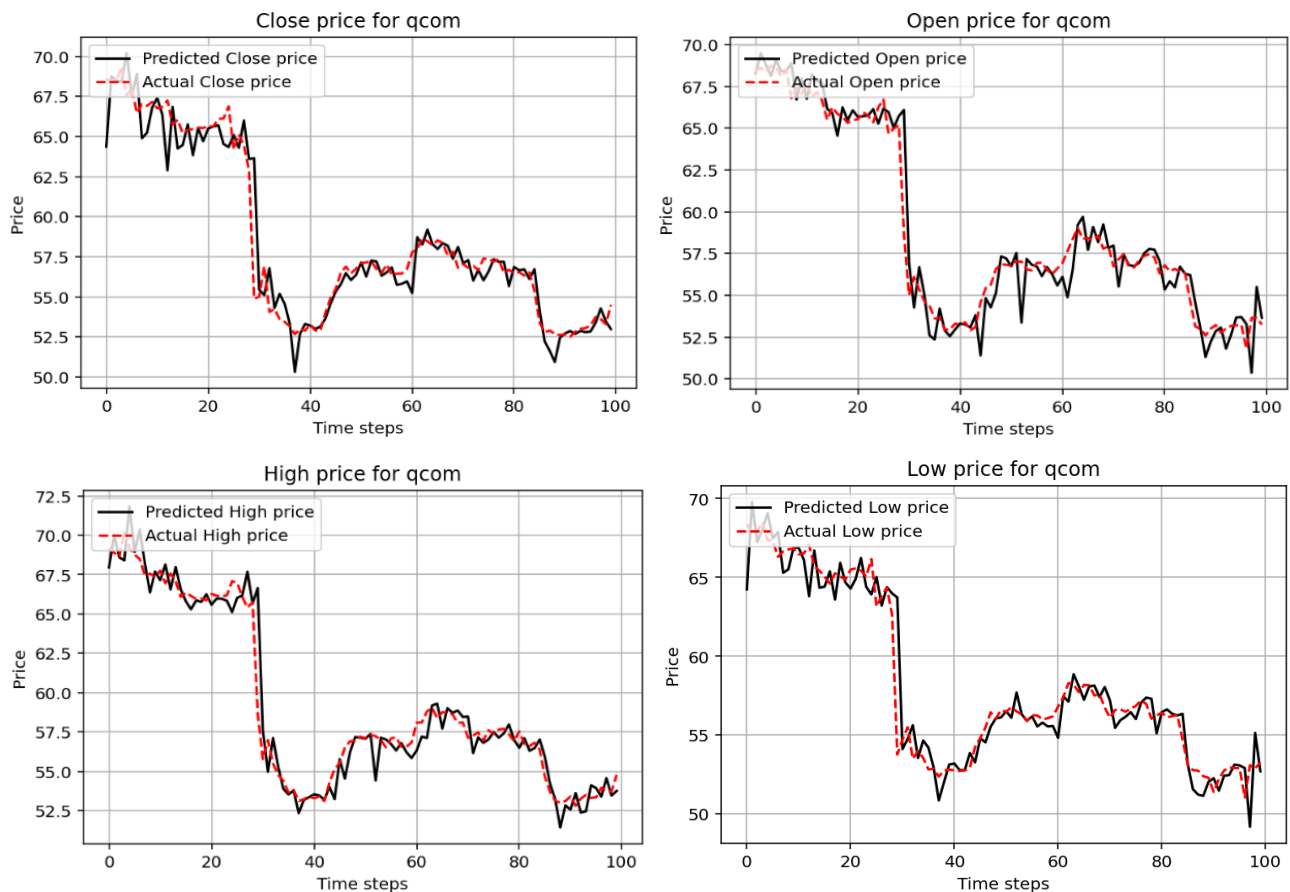 Close price for qcom
Predicted Close price
Actual Close price
70.0
67.5
65.0
62.5
60.0
57.5
55.0
52.5
50.0
Price
0
20
40
60
80
100
Time steps
Open price for qcom
Predicted Open price
Actual Open price
70.0
67.5
65.0
62.5
60.0
57.5
55.0
52.5
50.0
Price
0
20
40
60
80
100
Time steps
High price for qcom
Predicted High price
Actual High price
72.5
70.0
67.5
65.0
62.5
60.0
57.5
55.0
52.5
Price
0
20
40
60
80
100
Time steps
Low price for qcom
Predicted Low price
Actual Low price
70
65
60
55
50
Price
0
20
40
60
80
100
Time steps